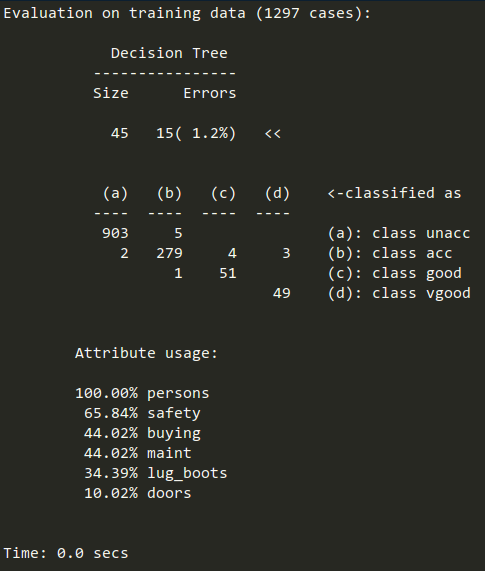 Evaluation on training data (1297 cases):
Decision Tree
----------------
Size Errors
45 15( 1.2%) <<
(a) (b) (c) (d) <-classified as
---- ---- ---- ----
903 5 (a): class unacc
2 279 4 3 (b): class acc
1 51 (c): class good
49 (d): class vgood
Attribute usage:
100.00% persons
65.84% safety
44.02% buying
44.02% maint
34.39% lug_boots
10.02% doors
Time: 0.0 secs